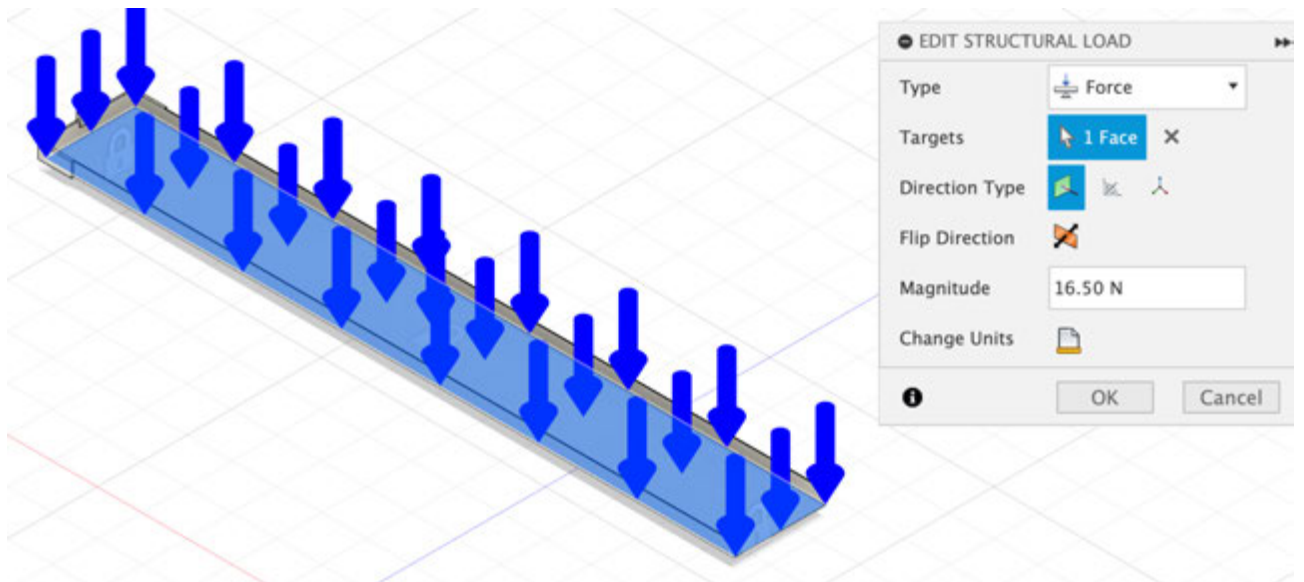 EDIT STRUCTURAL LOAD
Type Force
Targets 1 Face
Direction Type
Flip Direction
Magnitude 16.50 N
Change Units
OK Cancel